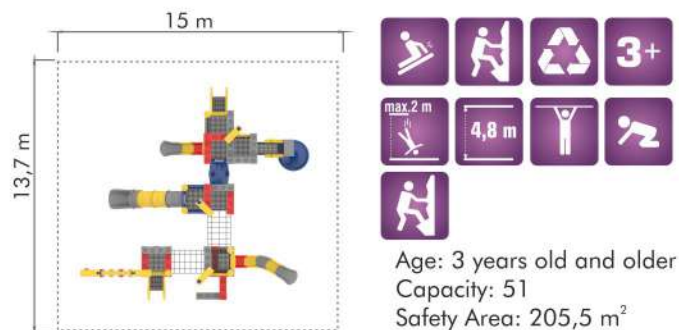 15 m
13,7 m
3+
max.2 m
4,8 m
Age: 3 years old and older
Capacity: 51
Safety Area: 205,5 m²